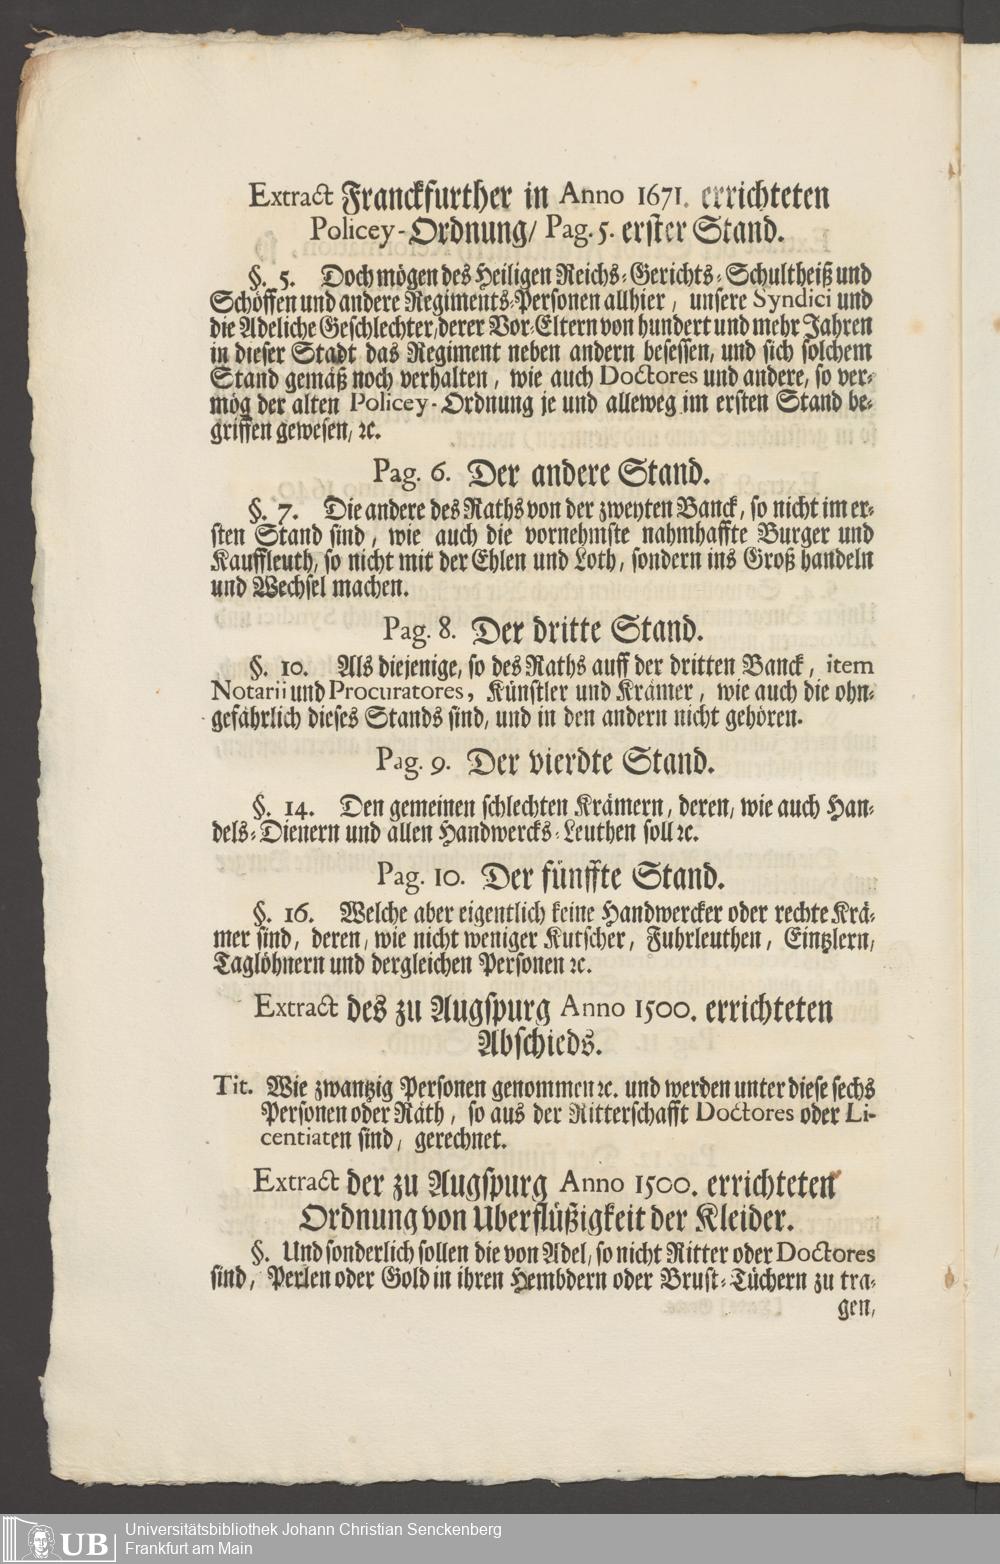 Extract Franckfurther in Anno 1671. errichteten
Policey-Ordnung/ Pag. 5. erster Stand.
§. 5. Doch mögen des Heiligen Reichs-Gerichts-Schultheiß und
Schöffen und andere Regiments-Personen allhier, unsere Syndici und
die Adeliche Geschlechter, derer Vor-Eltern von hundert und mehr Jahren
in dieser Stadt das Regiment neben andern besessen, und sich solchem
Stand gemäß noch verhalten, wie auch Doctores und andere, so ver-
mög der alten Policey-Ordnung je und alleweg im ersten Stand be-
griffen gewesen, ꝛc.
Pag. 6. Der andere Stand.
§. 7. Die andere des Raths von der zweyten Banck, so nicht im er-
sten Stand sind, wie auch die vornehmste nahmhaffte Burger und
Kauffleuth, so nicht mit der Ehlen und Loth, sondern ins Groß handeln
und Wechsel machen.
Pag. 8. Der dritte Stand.
§. 10. Als diejenige, so des Raths auff der dritten Banck, item
Notarii und Procuratores, Künstler und Krämer, wie auch die ohn-
gefährlich dieses Stands sind, und in den andern nicht gehören.
Pag. 9. Der vierdte Stand.
§. 14. Den gemeinen schlechten Krämern, deren, wie auch Han-
dels-Dienern und allen Handwercks-Leuthen soll ꝛc.
Pag. 10. Der fünffte Stand.
§. 16. Welche aber eigentlich keine Handwercker oder rechte Krä-
mer sind, deren, wie nicht weniger Kutscher, Fuhrleuthen, Eintzlern,
Taglöhnern und dergleichen Personen ꝛc.
Extract des zu Augspurg Anno 1500. errichteten
Abschieds.
Tit. Wie zwantzig Personen genommen ꝛc. und werden unter diese sechs
Personen oder Räth, so aus der Ritterschafft Doctores oder Li-
centiaten sind, gerechnet.
Extract der zu Augspurg Anno 1500. errichteten
Ordnung von Uberflüßigkeit der Kleider.
§. Und sonderlich sollen die von Adel, so nicht Ritter oder Doctores
sind, Perlen oder Gold in ihren Hembdern oder Brust-Tüchern zu tra-
gen,
UB
Universitätsbibliothek Johann Christian Senckenberg
Frankfurt am Main